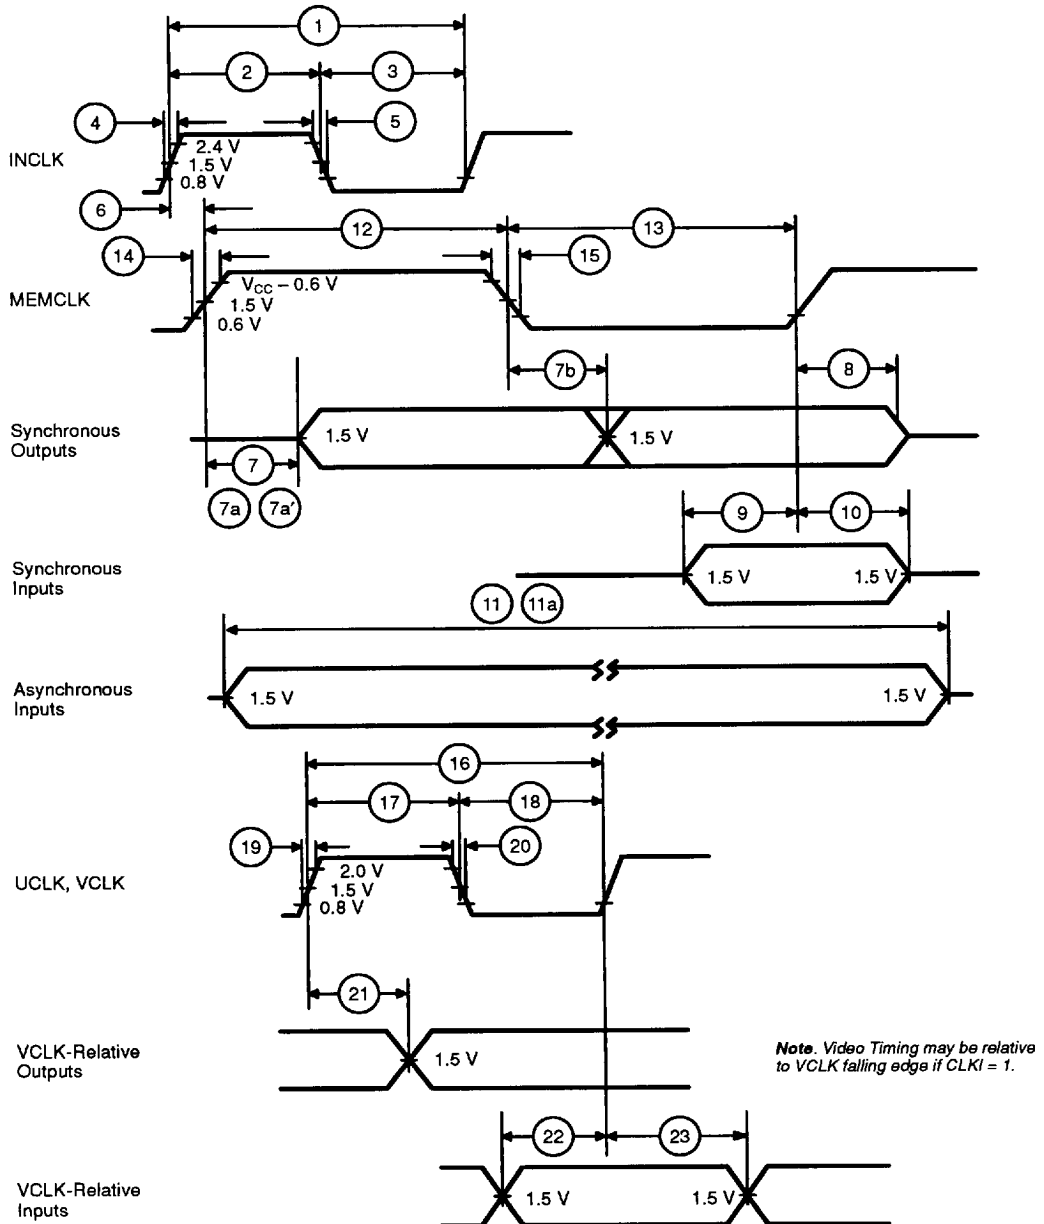 1
2
3
4
5
INCLK
2.4 V
1.5 V
0.8 V
6
12
13
14
15
MEMCLK
V_CC – 0.6 V
1.5 V
0.6 V
7b
8
Synchronous
Outputs
1.5 V
1.5 V
7
7a
7a′
9
10
Synchronous
Inputs
1.5 V
1.5 V
11
11a
Asynchronous
Inputs
1.5 V
1.5 V
16
17
18
19
20
UCLK, VCLK
2.0 V
1.5 V
0.8 V
21
VCLK-Relative
Outputs
1.5 V
Note. Video Timing may be relative
to VCLK falling edge if CLKI = 1.
22
23
VCLK-Relative
Inputs
1.5 V
1.5 V